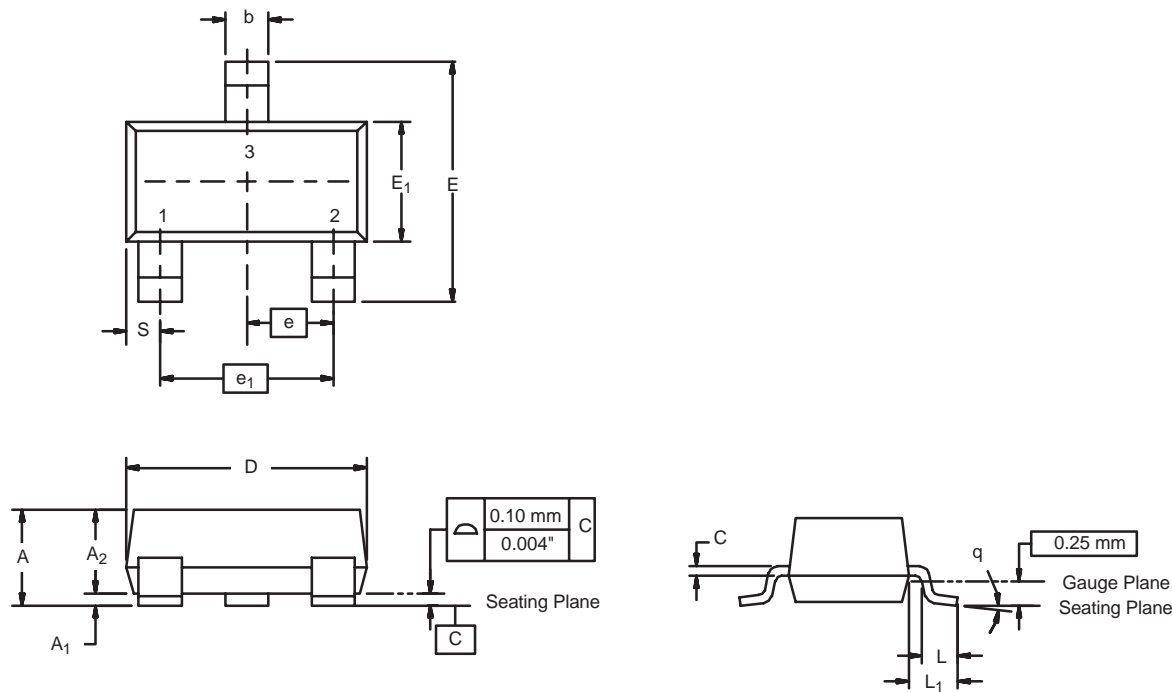 b
3
E₁
E
1
2
S
e
e₁
D
A
A₂
0.10 mm
C
0.004"
Seating Plane
A₁
C
C
q
0.25 mm
Gauge Plane
Seating Plane
L
L₁